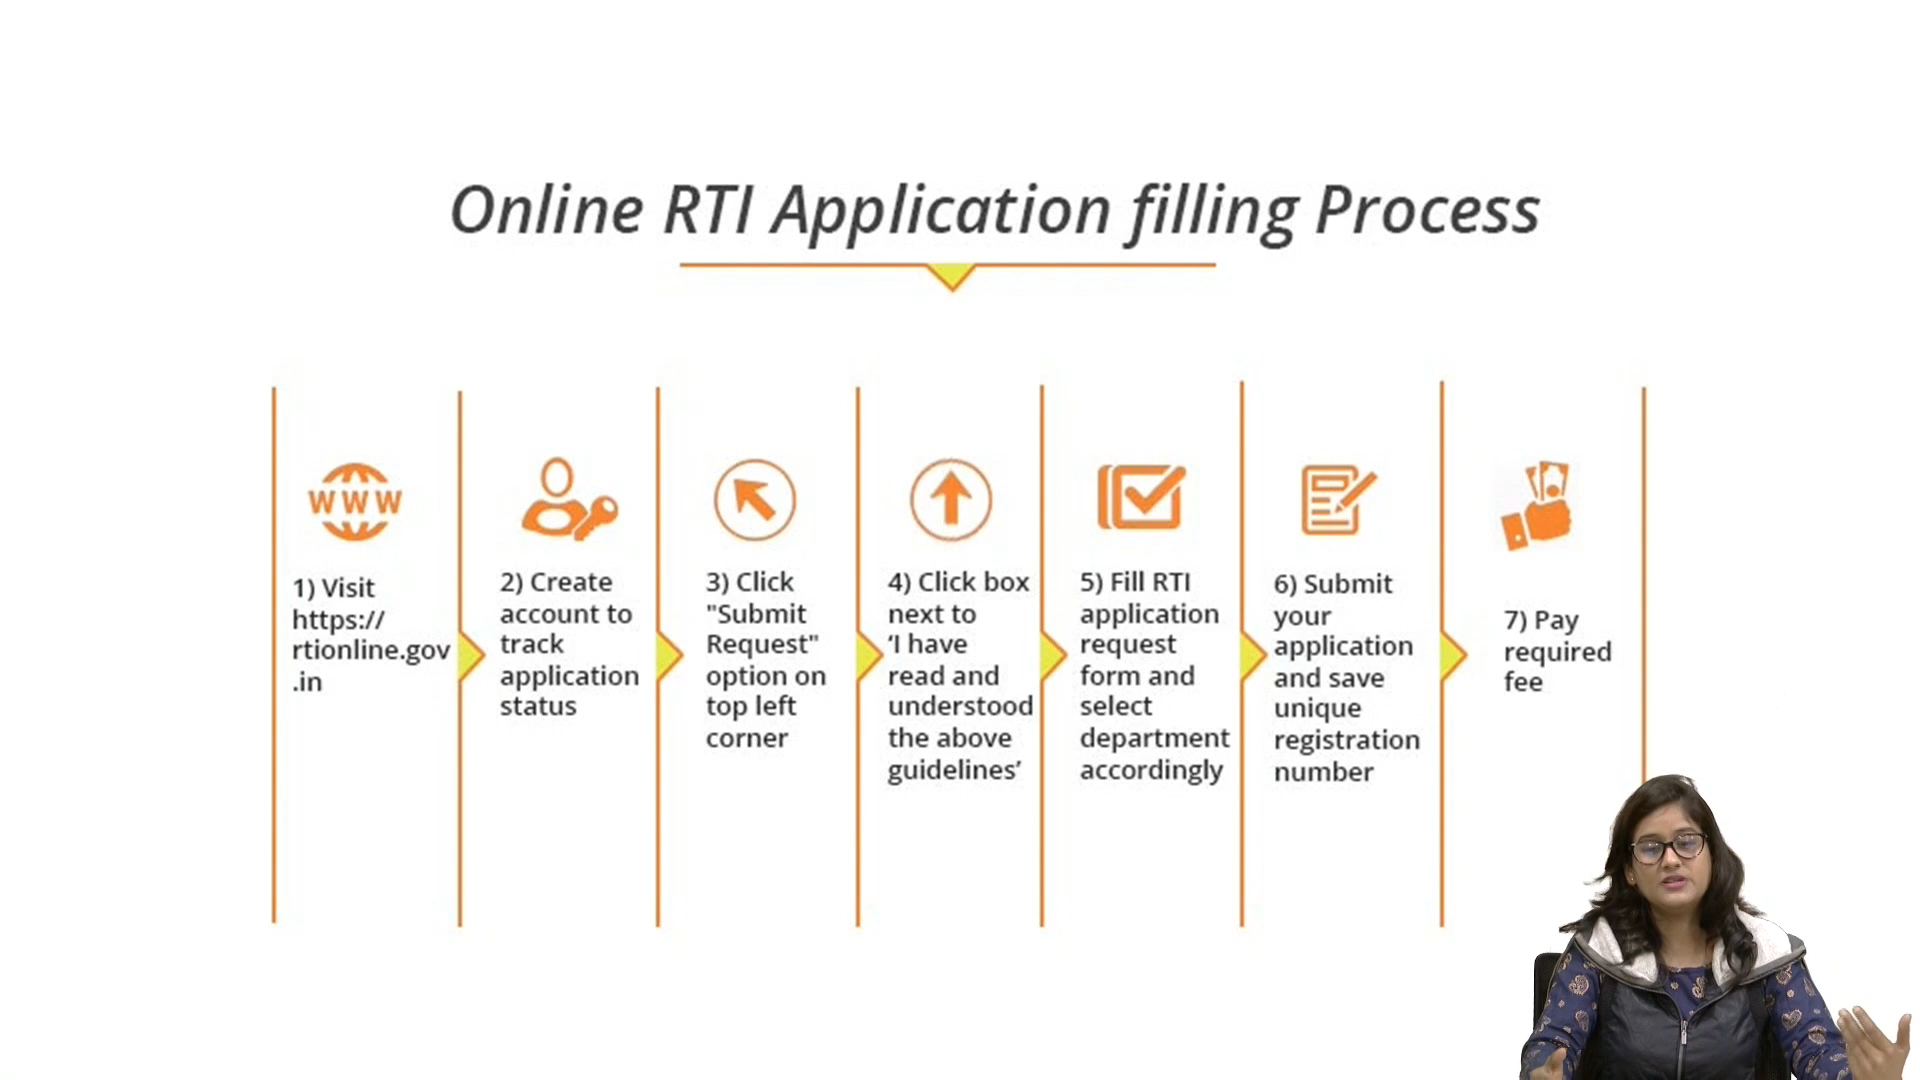 Online RTI Application filling Process
WWW
1) Visit
https://
rtionline.gov
.in
2) Create
account to
track
application
status
3) Click
"Submit
Request"
option on
top left
corner
4) Click box
next to
‘I have
read and
understood
the above
guidelines’
5) Fill RTI
application
request
form and
select
department
accordingly
6) Submit
your
application
and save
unique
registration
number
7) Pay
required
fee